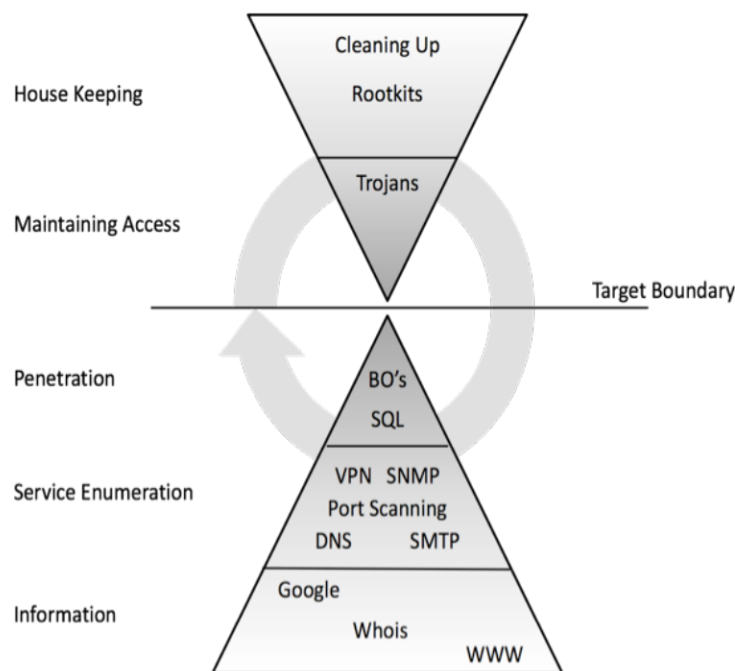 Cleaning Up
House Keeping
Rootkits
Trojans
Maintaining Access
Target Boundary
Penetration
BO's
SQL
VPN SNMP
Service Enumeration
Port Scanning
DNS SMTP
Google
Information
Whois
WWW